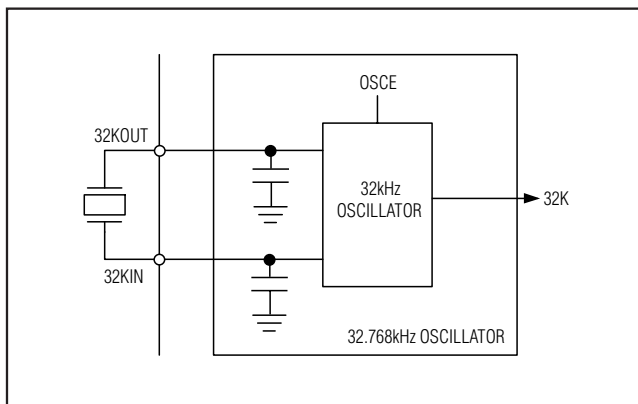 OSCE
32KOUT
32kHz
OSCILLATOR
32K
32KIN
32.768kHz OSCILLATOR